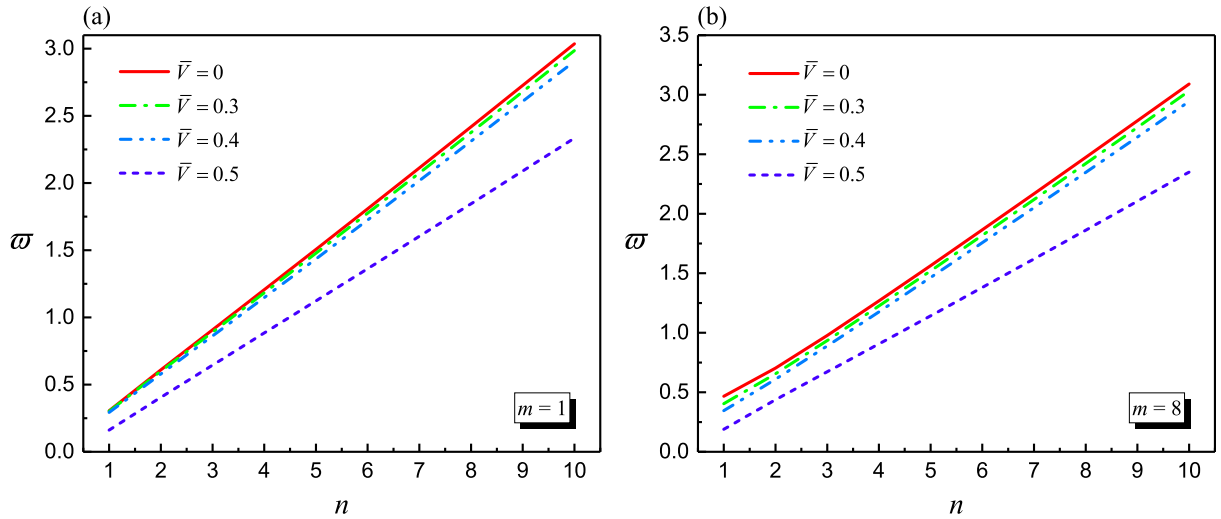 (a)
3.0
2.5
2.0
1.5
1.0
0.5
0.0
ϖ
V̄ = 0
V̄ = 0.3
V̄ = 0.4
V̄ = 0.5
m = 1
1 2 3 4 5 6 7 8 9 10
n
(b)
3.5
3.0
2.5
2.0
1.5
1.0
0.5
0.0
ϖ
V̄ = 0
V̄ = 0.3
V̄ = 0.4
V̄ = 0.5
m = 8
1 2 3 4 5 6 7 8 9 10
n